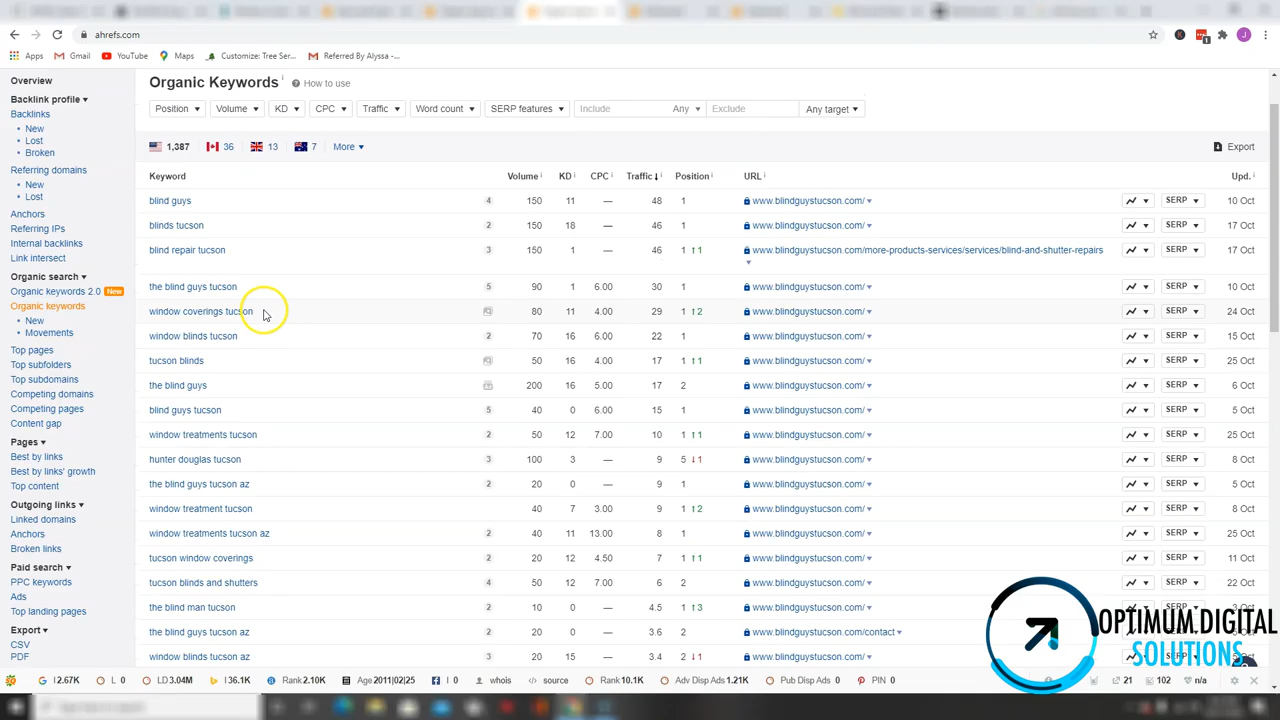 ahrefs.com
Apps Gmail YouTube Maps Customize: Tree Ser... Referred By Alyssa –...
Overview
Backlink profile
Backlinks
New
Lost
Broken
Referring domains
New
Lost
Anchors
Referring IPs
Internal backlinks
Link intersect
Organic search
Organic keywords 2.0 New
Organic keywords
New
Movements
Top pages
Top subfolders
Top subdomains
Competing domains
Competing pages
Content gap
Pages
Best by links
Best by links' growth
Top content
Outgoing links
Linked domains
Anchors
Broken links
Paid search
PPC keywords
Ads
Top landing pages
Export
CSV
PDF
Organic Keywords i ? How to use
Position Volume KD CPC Traffic Word count SERP features Include Any Exclude Any target
1,387 36 13 7 More Export
Keyword Volume KD CPC Traffic Position URL Upd.
blind guys 4 150 11 — 48 1 www.blindguystucson.com/ SERP 10 Oct
blinds tucson 2 150 18 — 46 1 www.blindguystucson.com/ SERP 17 Oct
blind repair tucson 3 150 1 — 46 1 ↑1 www.blindguystucson.com/more-products-services/services/blind-and-shutter-repairs SERP 17 Oct
the blind guys tucson 5 90 1 6.00 30 1 www.blindguystucson.com/ SERP 10 Oct
window coverings tucson 80 11 4.00 29 1 ↑2 www.blindguystucson.com/ SERP 24 Oct
window blinds tucson 2 70 16 6.00 22 1 www.blindguystucson.com/ SERP 15 Oct
tucson blinds 50 16 4.00 17 1 ↑1 www.blindguystucson.com/ SERP 25 Oct
the blind guys 200 16 5.00 17 2 www.blindguystucson.com/ SERP 6 Oct
blind guys tucson 5 40 0 6.00 15 1 www.blindguystucson.com/ SERP 5 Oct
window treatments tucson 2 50 12 7.00 10 1 ↑1 www.blindguystucson.com/ SERP 25 Oct
hunter douglas tucson 3 100 3 — 9 5 ↓1 www.blindguystucson.com/ SERP 8 Oct
the blind guys tucson az 2 20 0 — 9 1 www.blindguystucson.com/ SERP 5 Oct
window treatment tucson 40 7 3.00 9 1 ↑2 www.blindguystucson.com/ SERP 8 Oct
window treatments tucson az 2 40 11 13.00 8 1 www.blindguystucson.com/ SERP 25 Oct
tucson window coverings 2 20 12 4.50 7 1 ↑1 www.blindguystucson.com/ SERP 11 Oct
tucson blinds and shutters 4 50 12 7.00 6 2 www.blindguystucson.com/ SERP 22 Oct
the blind man tucson 2 10 0 — 4.5 1 ↑3 www.blindguystucson.com/ SERP 3 Oct
the blind guys tucson az 2 20 0 — 3.6 2 www.blindguystucson.com/contact
window blinds tucson az 3 20 15 — 3.4 2 ↓1 www.blindguystucson.com/
OPTIMUM.DIGITAL
SOLUTIONS
I 2.67K L 0 LD 3.04M I 36.1K Rank 2.10K Age 2011|02|25 I 0 whois source Rank 10.1K Adv Disp Ads 1.21K Pub Disp Ads 0 PIN 0 21 102 n/a